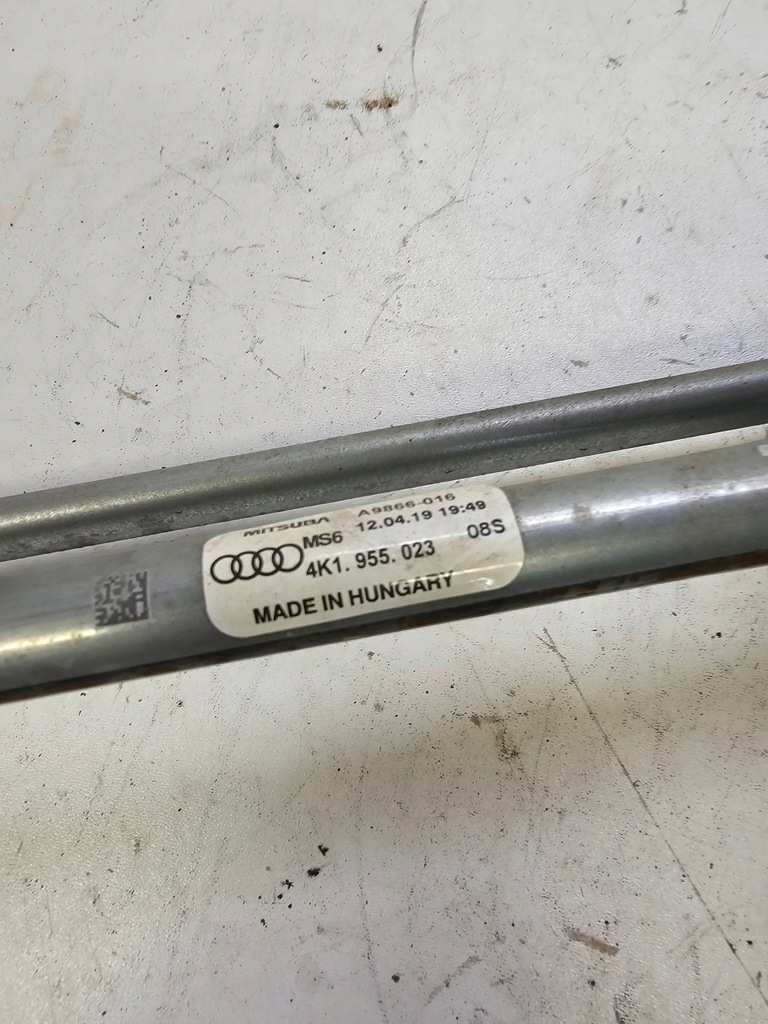 MITSUBA A9866-016
MS6 12.04.19 19:49
4K1. 955. 023 08S
MADE IN HUNGARY